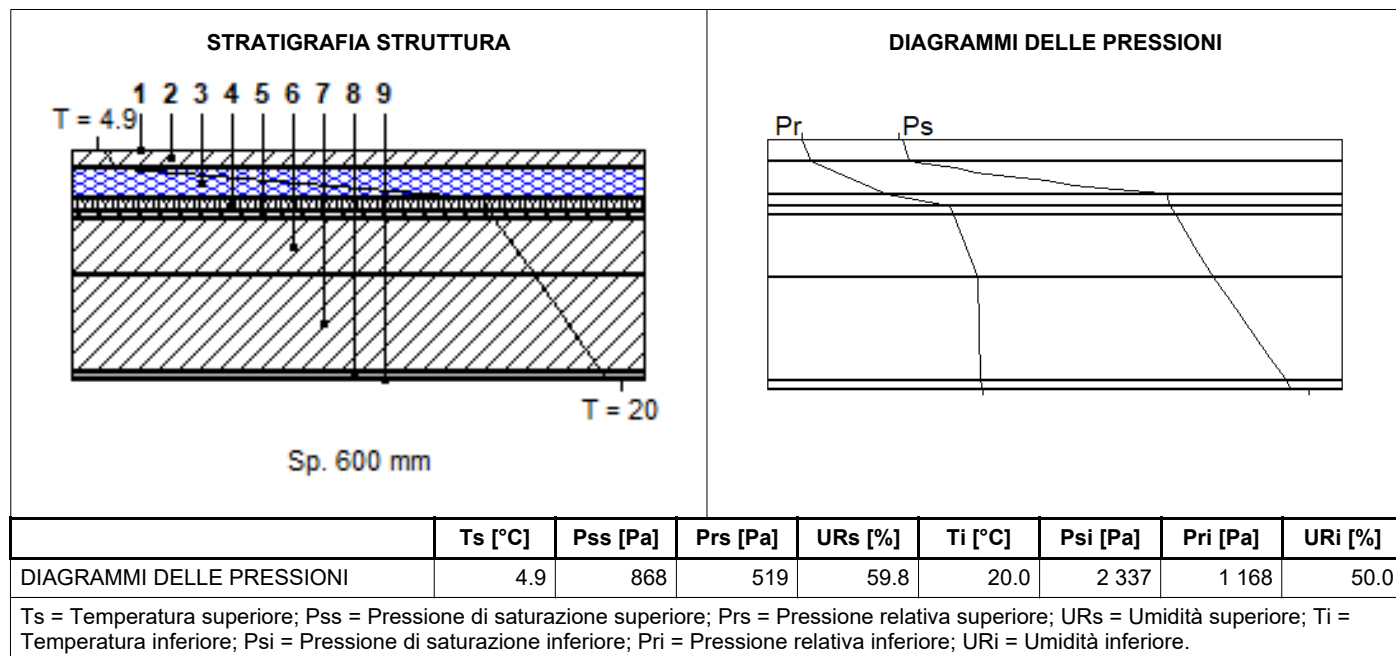 STRATIGRAFIA STRUTTURA
1 2 3 4 5 6 7 8 9
T = 4.9
T = 20
Sp. 600 mm
DIAGRAMMI DELLE PRESSIONI
Pr Ps
Ts [°C] Pss [Pa] Prs [Pa] URs [%] Ti [°C] Psi [Pa] Pri [Pa] URi [%]
DIAGRAMMI DELLE PRESSIONI 4.9 868 519 59.8 20.0 2 337 1 168 50.0
Ts = Temperatura superiore; Pss = Pressione di saturazione superiore; Prs = Pressione relativa superiore; URs = Umidità superiore; Ti =
Temperatura inferiore; Psi = Pressione di saturazione inferiore; Pri = Pressione relativa inferiore; URi = Umidità inferiore.